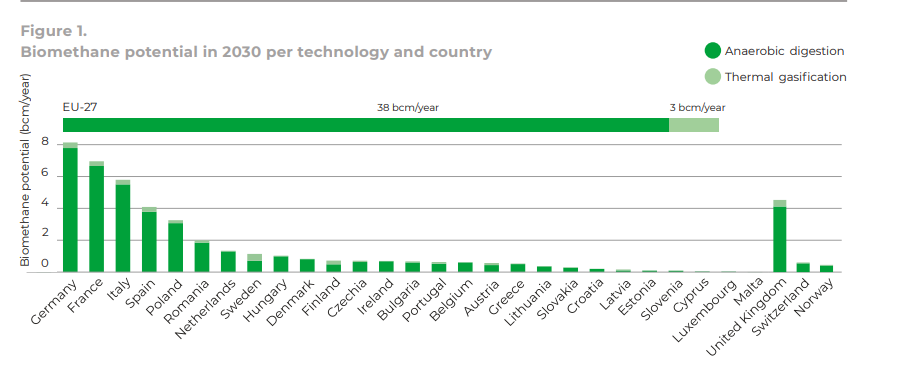 Figure 1.
Biomethane potential in 2030 per technology and country
Anaerobic digestion
Thermal gasification
Biomethane potential (bcm/year)
EU-27
38 bcm/year
3 bcm/year
8
6
4
2
0
Germany
France
Italy
Spain
Poland
Romania
Netherlands
Sweden
Hungary
Denmark
Finland
Czechia
Ireland
Bulgaria
Portugal
Belgium
Austria
Greece
Lithuania
Slovakia
Croatia
Latvia
Estonia
Slovenia
Cyprus
Luxembourg
Malta
United Kingdom
Switzerland
Norway